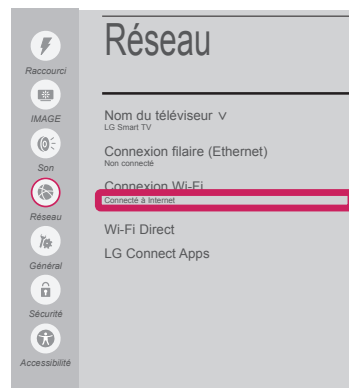 Réseau
Raccourci
IMAGE
Son
Réseau
Général
Sécurité
Accessibilité
Nom du téléviseur ∨
LG Smart TV
Connexion filaire (Ethernet)
Non connecté
Connexion Wi-Fi
Connecté à Internet
Wi-Fi Direct
LG Connect Apps